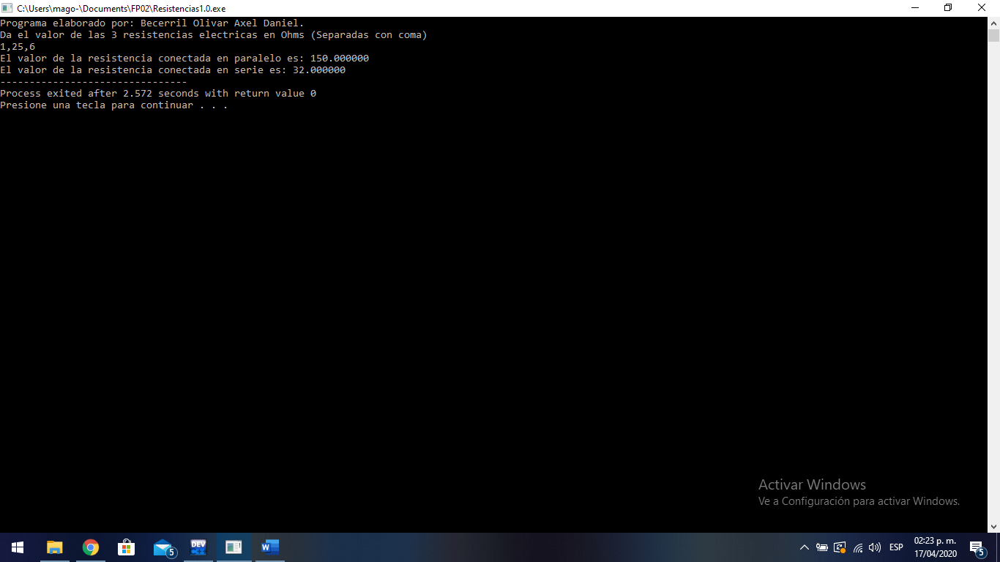 C:\Users\mago-\Documents\FP02\Resistencias1.0.exe
Programa elaborado por: Becerril Olivar Axel Daniel.
Da el valor de las 3 resistencias electricas en Ohms (Separadas con coma)
1,25,6
El valor de la resistencia conectada en paralelo es: 150.000000
El valor de la resistencia conectada en serie es: 32.000000
--------------------------------
Process exited after 2.572 seconds with return value 0
Presione una tecla para continuar . . .
Activar Windows
Ve a Configuración para activar Windows.
5
DEV
W
ESP
02:23 p. m.
17/04/2020
5